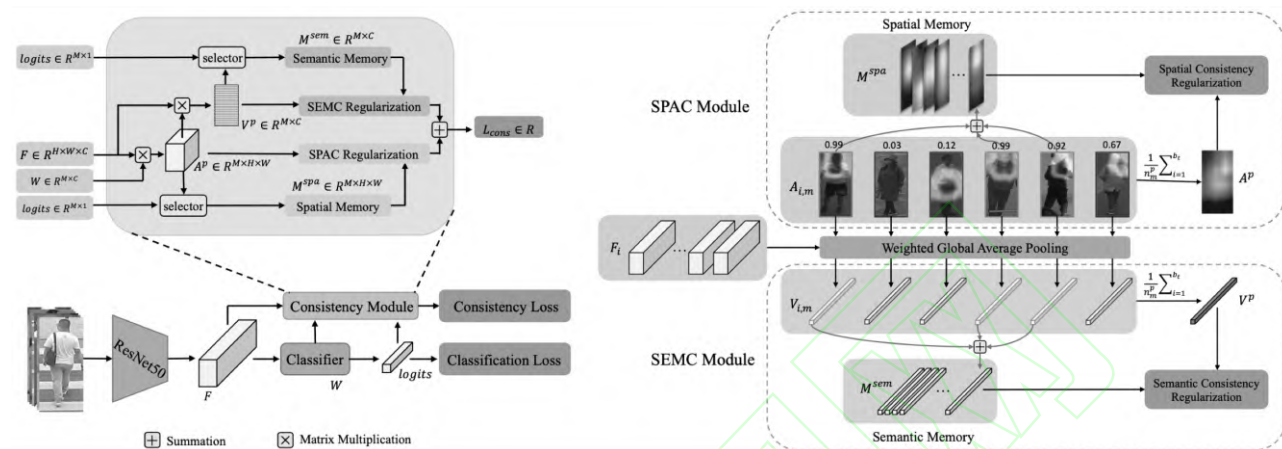 logits ∈ R^{M×1}
selector
M^{sem} ∈ R^{M×C}
Semantic Memory
V^p ∈ R^{M×C}
SEMC Regularization
F ∈ R^{H×W×C}
W ∈ R^{M×C}
A^p ∈ R^{M×H×W}
SPAC Regularization
L_{cons} ∈ R
M^{spa} ∈ R^{M×H×W}
logits ∈ R^{M×1}
selector
Spatial Memory
Consistency Module
Consistency Loss
ResNet50
F
Classifier
W
logits
Classification Loss
Summation
Matrix Multiplication
Spatial Memory
M^{spa}
...
Spatial Consistency
Regularization
SPAC Module
0.99 0.03 0.12 0.99 0.92 0.67
A_{i,m}
\frac{1}{n_m^p}\sum_{i=1}^{b_t}
A^p
F_i
...
Weighted Global Average Pooling
V_{i,m}
\frac{1}{n_m^p}\sum_{i=1}^{b_t}
V^p
SEMC Module
M^{sem}
...
Semantic Consistency
Regularization
Semantic Memory